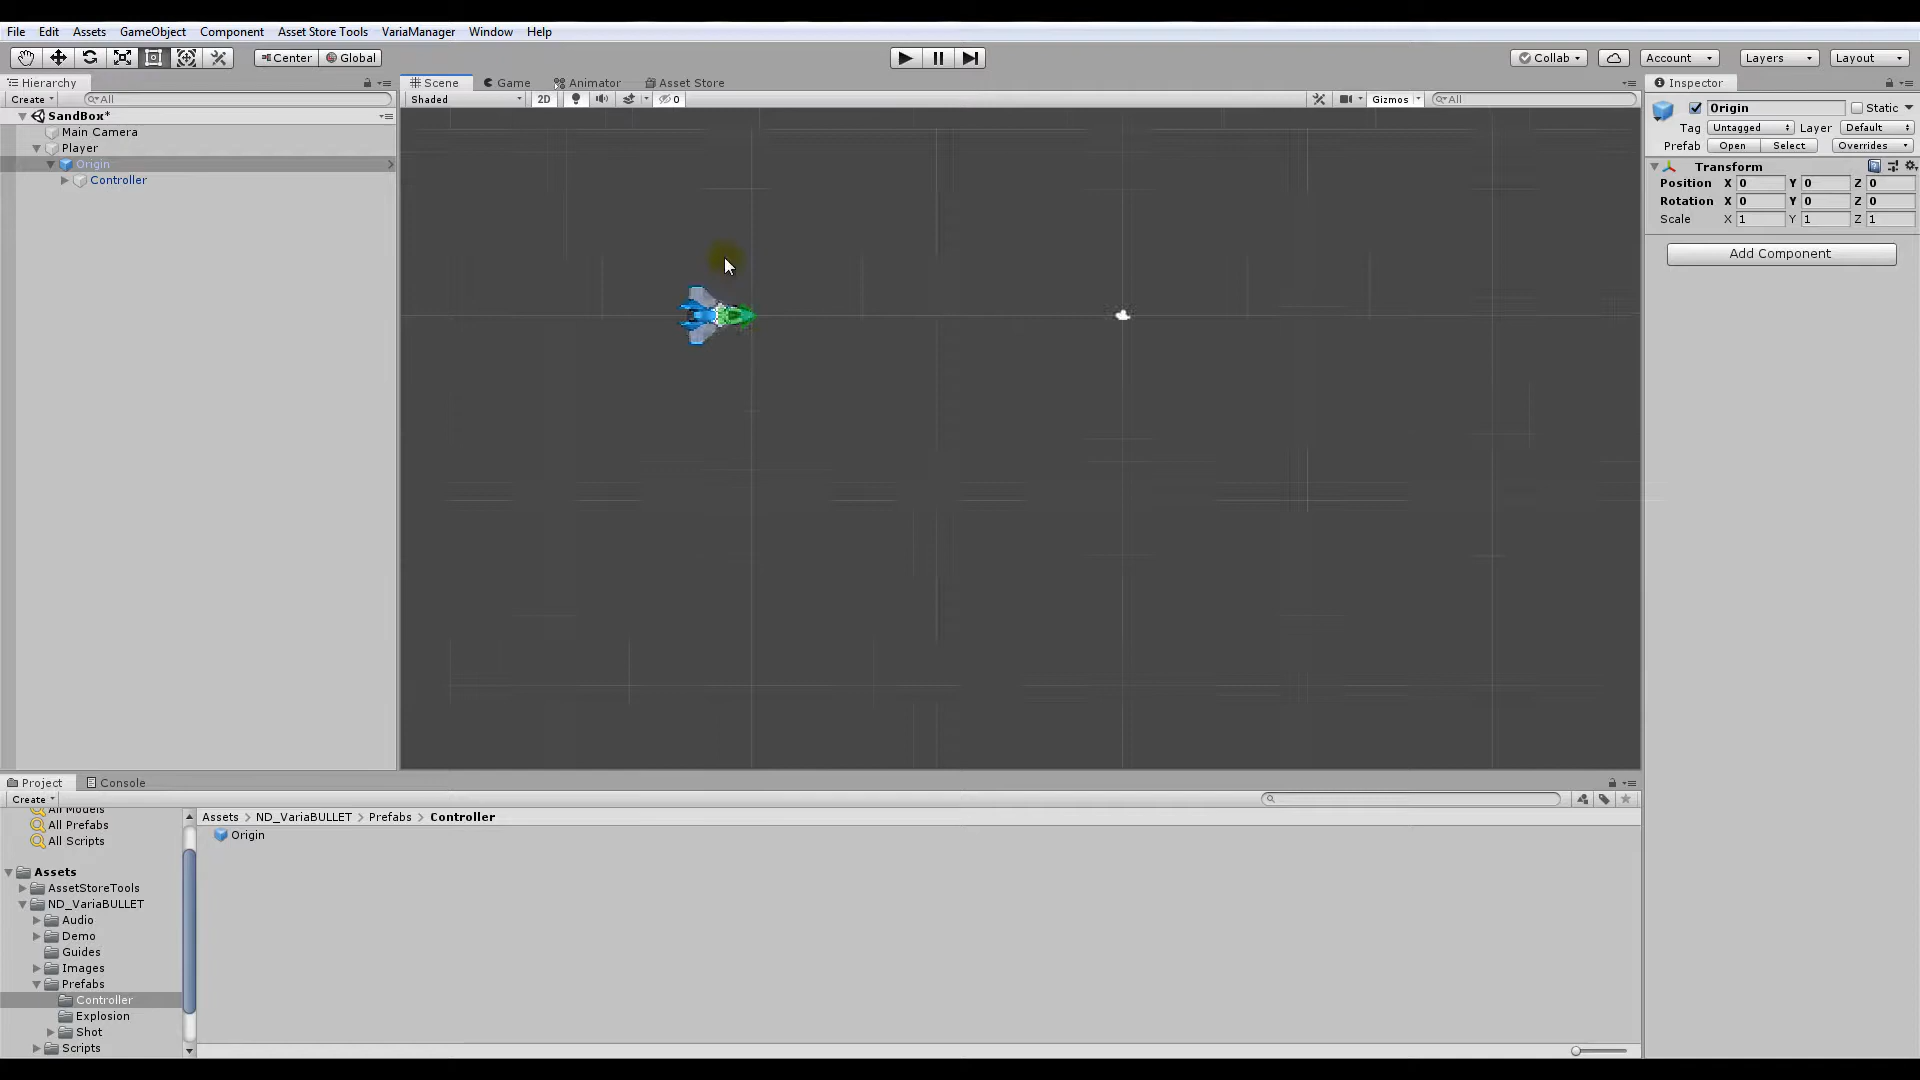 File Edit Assets GameObject Component Asset Store Tools VariaManager Window Help
Center Global Collab Account Layers Layout
Hierarchy
Create All
SandBox*
Main Camera
Player
Origin
Controller
Scene Game Animator Asset Store
Shaded 2D 0 Gizmos All
Inspector
Origin Static
Tag Untagged Layer Default
Prefab Open Select Overrides
Transform
Position X 0 Y 0 Z 0
Rotation X 0 Y 0 Z 0
Scale X 1 Y 1 Z 1
Add Component
Project Console
Create
All Models
All Prefabs
All Scripts
Assets
AssetStoreTools
ND_VariaBULLET
Audio
Demo
Guides
Images
Prefabs
Controller
Explosion
Shot
Scripts
Assets > ND_VariaBULLET > Prefabs > Controller
Origin